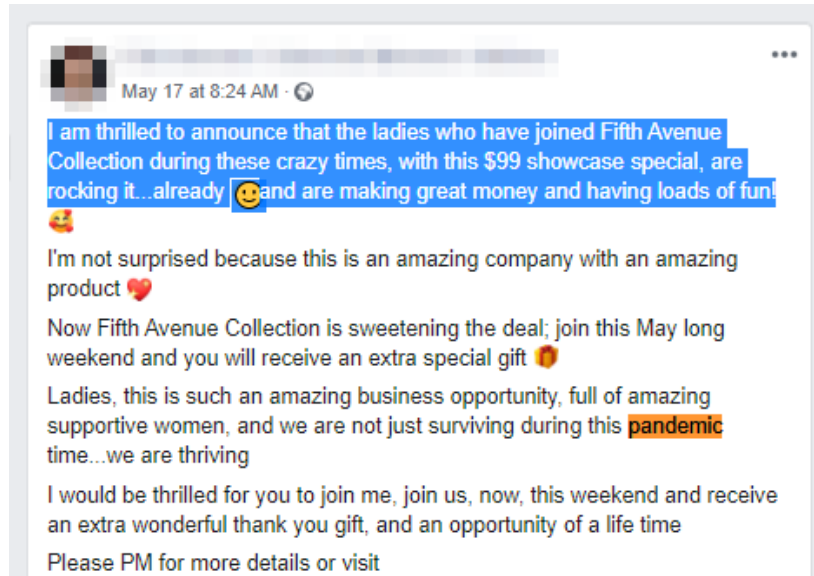 May 17 at 8:24 AM ·
I am thrilled to announce that the ladies who have joined Fifth Avenue
Collection during these crazy times, with this $99 showcase special, are
rocking it...already 🙂and are making great money and having loads of fun!
🥰
I'm not surprised because this is an amazing company with an amazing
product 💖
Now Fifth Avenue Collection is sweetening the deal; join this May long
weekend and you will receive an extra special gift 🎁
Ladies, this is such an amazing business opportunity, full of amazing
supportive women, and we are not just surviving during this pandemic
time...we are thriving
I would be thrilled for you to join me, join us, now, this weekend and receive
an extra wonderful thank you gift, and an opportunity of a life time
Please PM for more details or visit